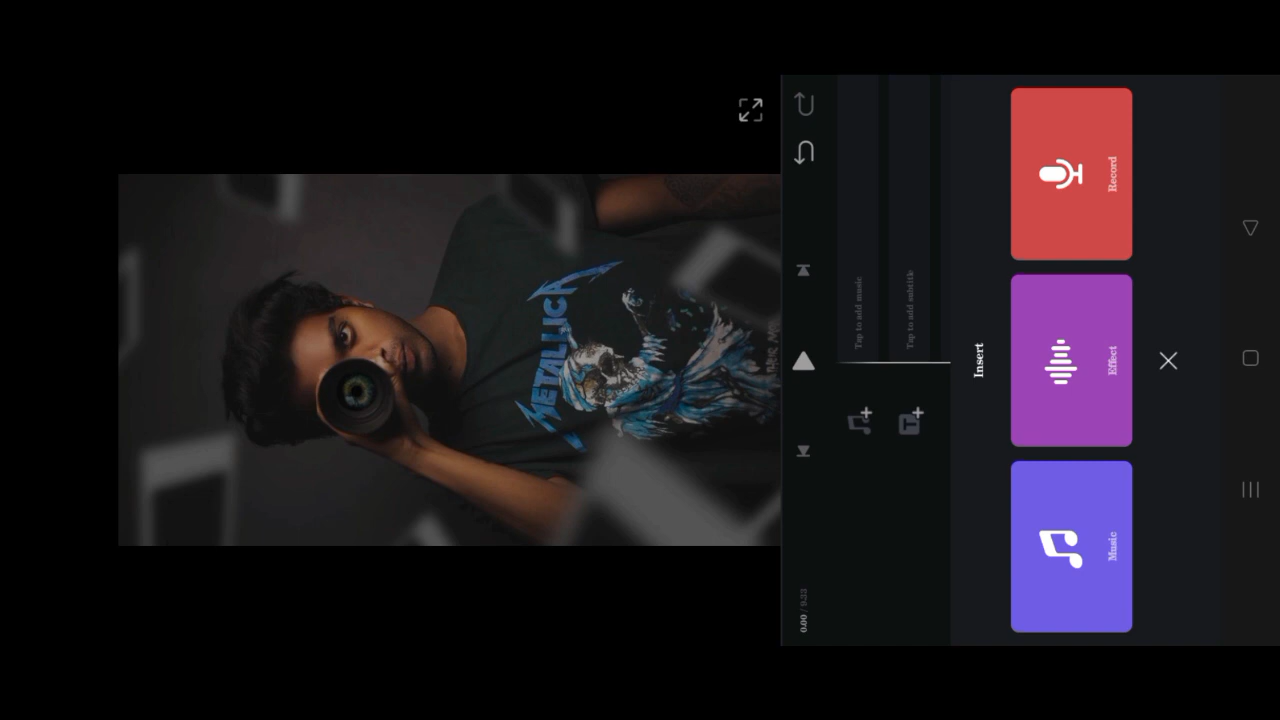 METALLICA
0.00 / 9.33
Tap to add music
Tap to add subtitle
Insert
Music
Effect
Record